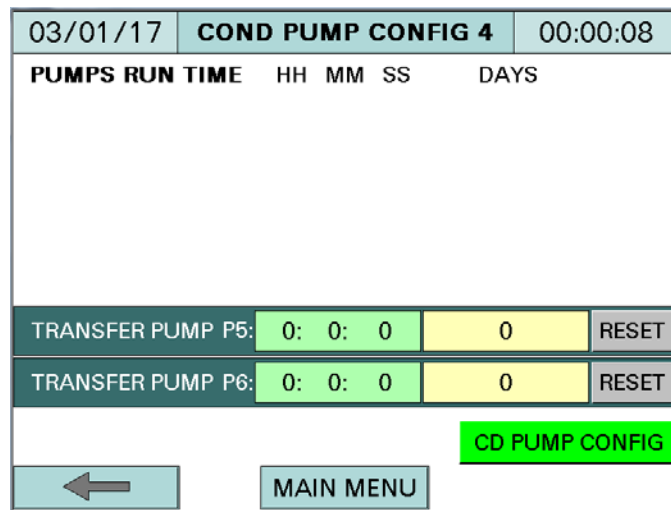 03/01/17 COND PUMP CONFIG 4 00:00:08
PUMPS RUN TIME HH MM SS DAYS
TRANSFER PUMP P5: 0: 0: 0 0 RESET
TRANSFER PUMP P6: 0: 0: 0 0 RESET
CD PUMP CONFIG
MAIN MENU